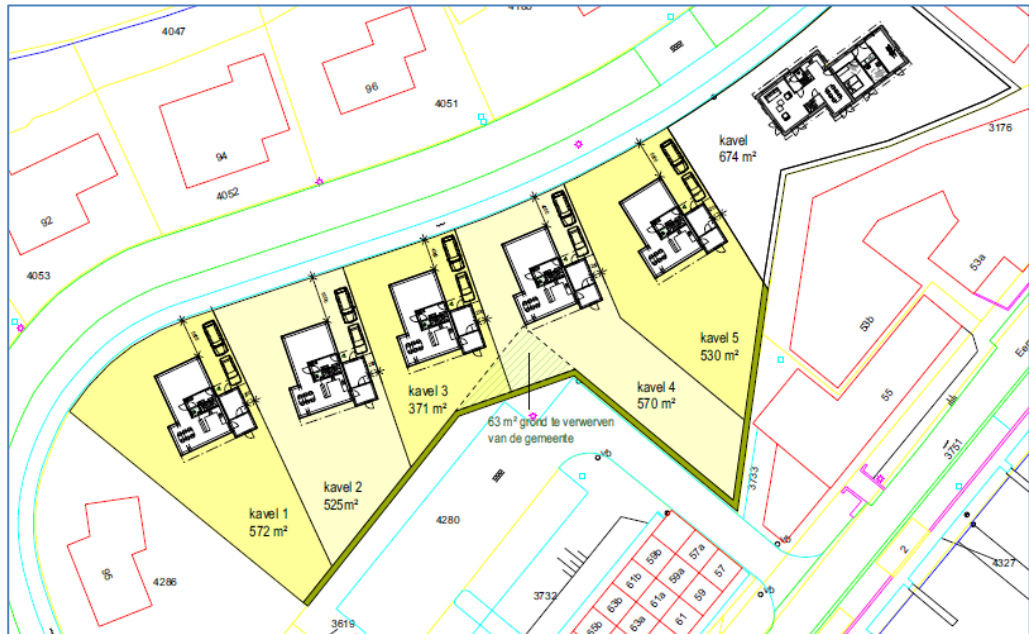 4047
96
4051
94
4052
92
4053
kavel
674 m²
3176
53a
53b
55
kavel 5
530 m²
kavel 4
570 m²
kavel 3
371 m²
63 m² grond te verwerven
van de gemeente
kavel 2
525m²
kavel 1
572 m²
4280
4286
3733
3751
2
4327
3732
3619
59b
57a
61b
59a
57
63b
61a
59
65b
63a
61